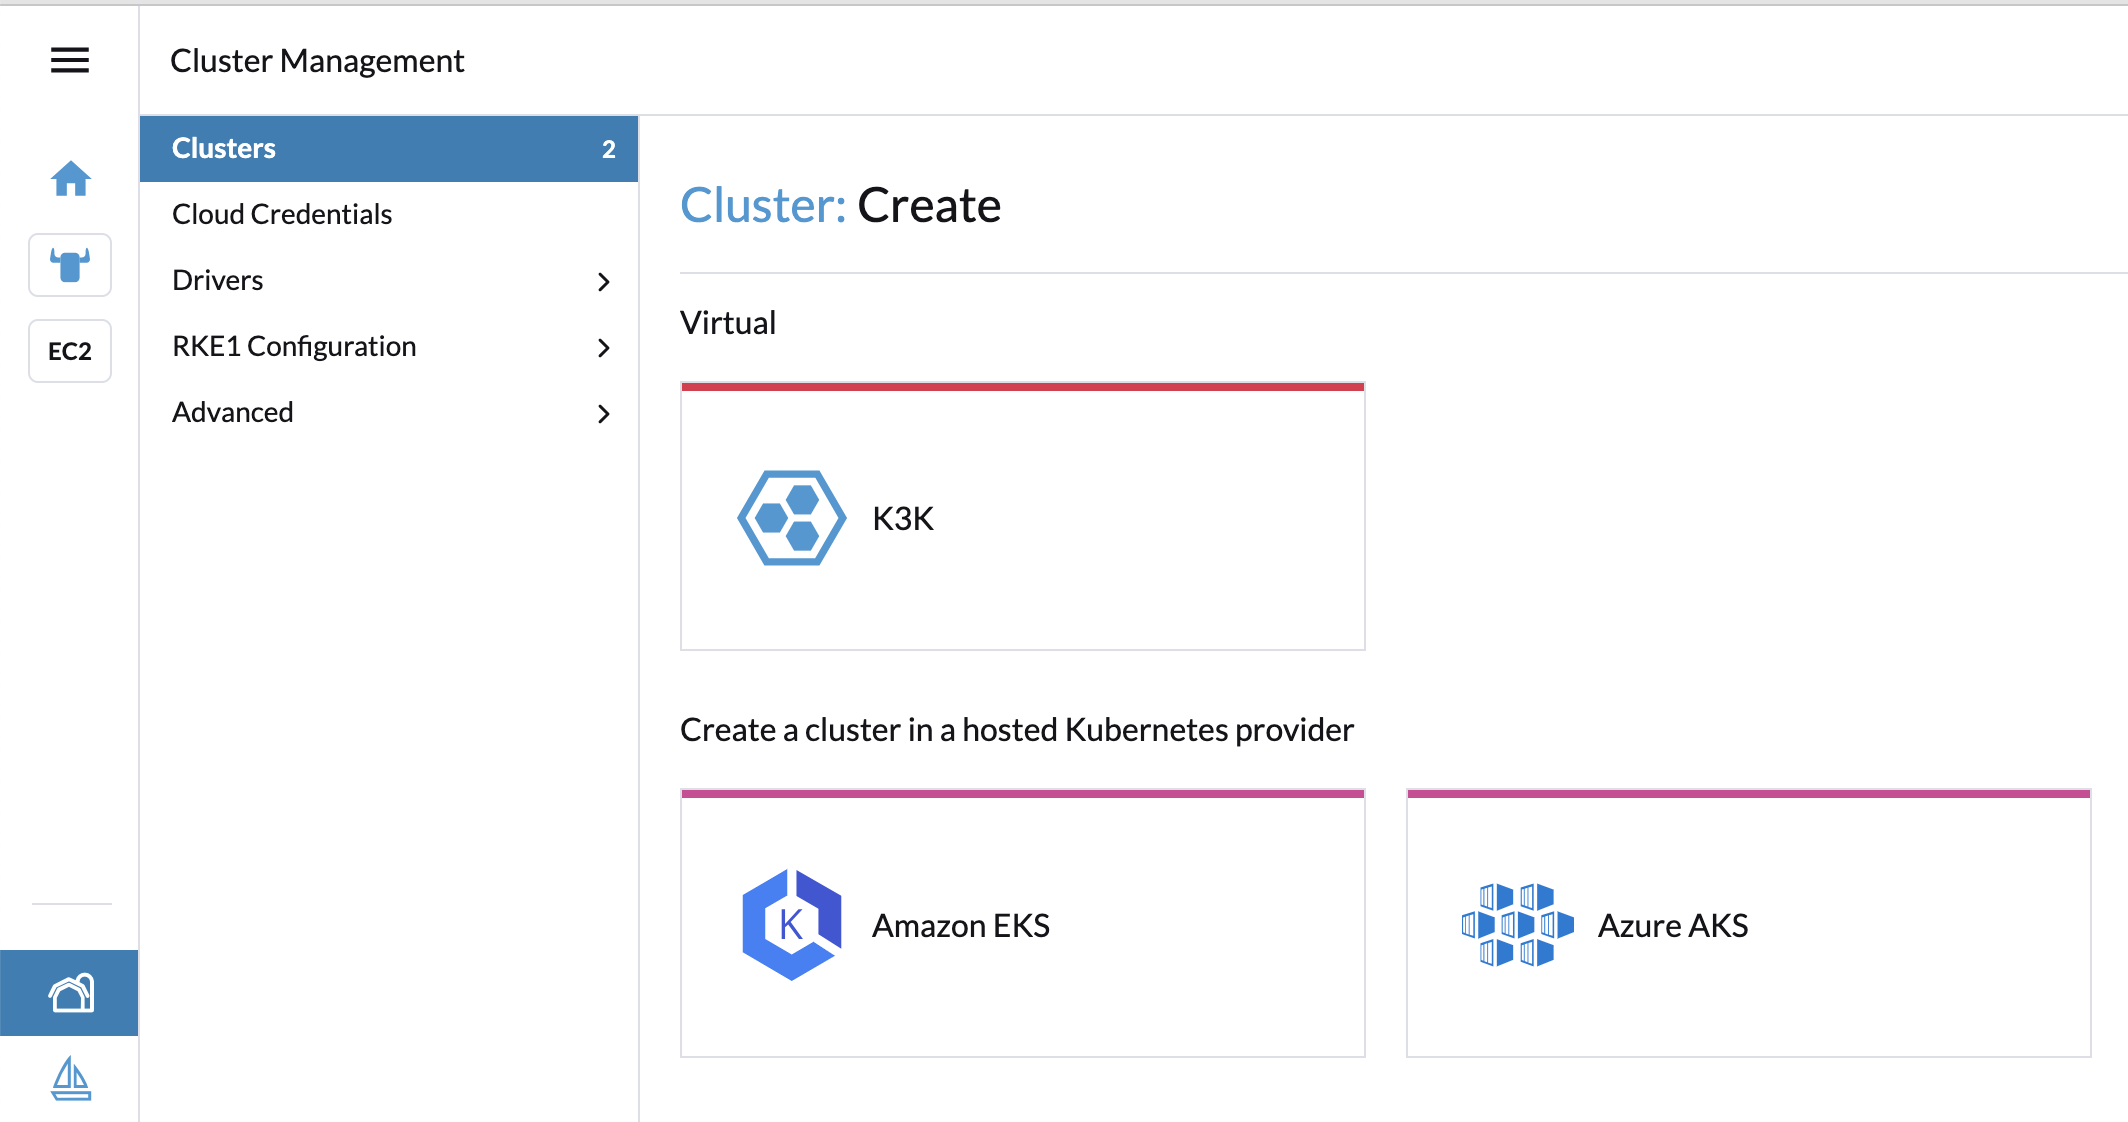 Cluster Management
Clusters 2
Cloud Credentials
Drivers
RKE1 Configuration
Advanced
EC2
Cluster: Create
Virtual
K3K
Create a cluster in a hosted Kubernetes provider
K
Amazon EKS
Azure AKS